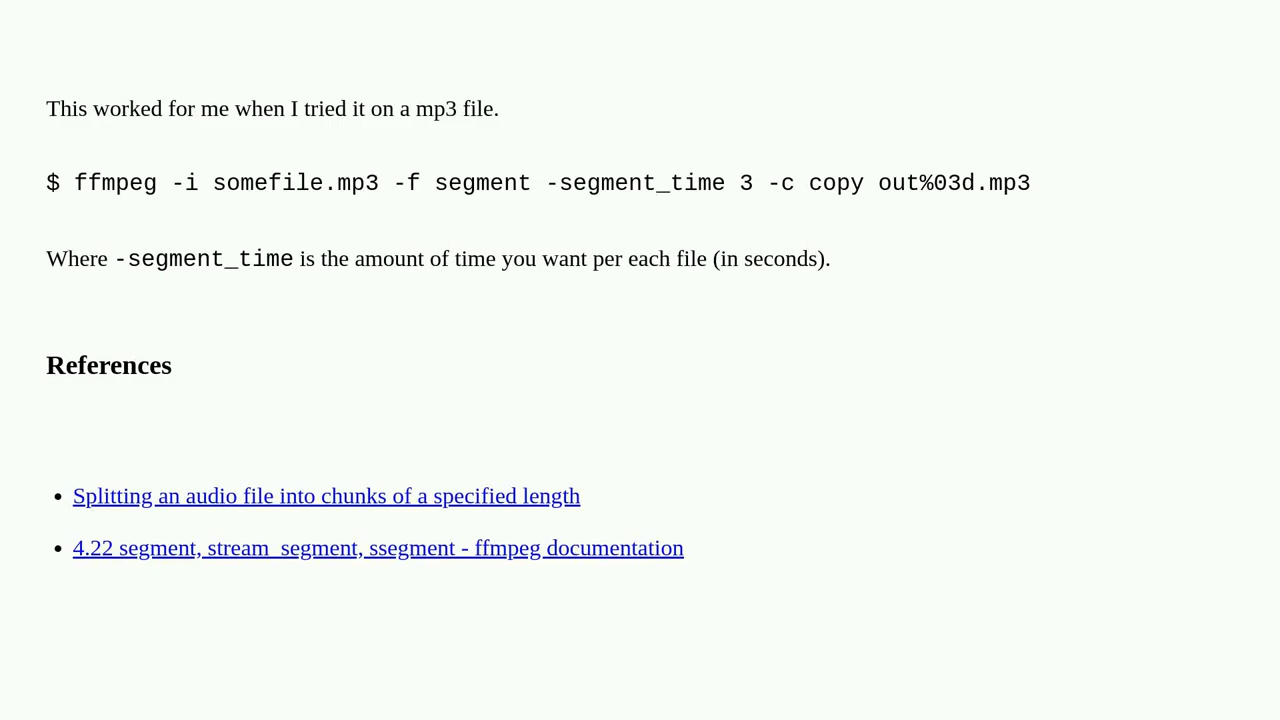 This worked for me when I tried it on a mp3 file.
$ ffmpeg -i somefile.mp3 -f segment -segment_time 3 -c copy out%03d.mp3
Where -segment_time is the amount of time you want per each file (in seconds).
References
• Splitting an audio file into chunks of a specified length
• 4.22 segment, stream_segment, ssegment - ffmpeg documentation